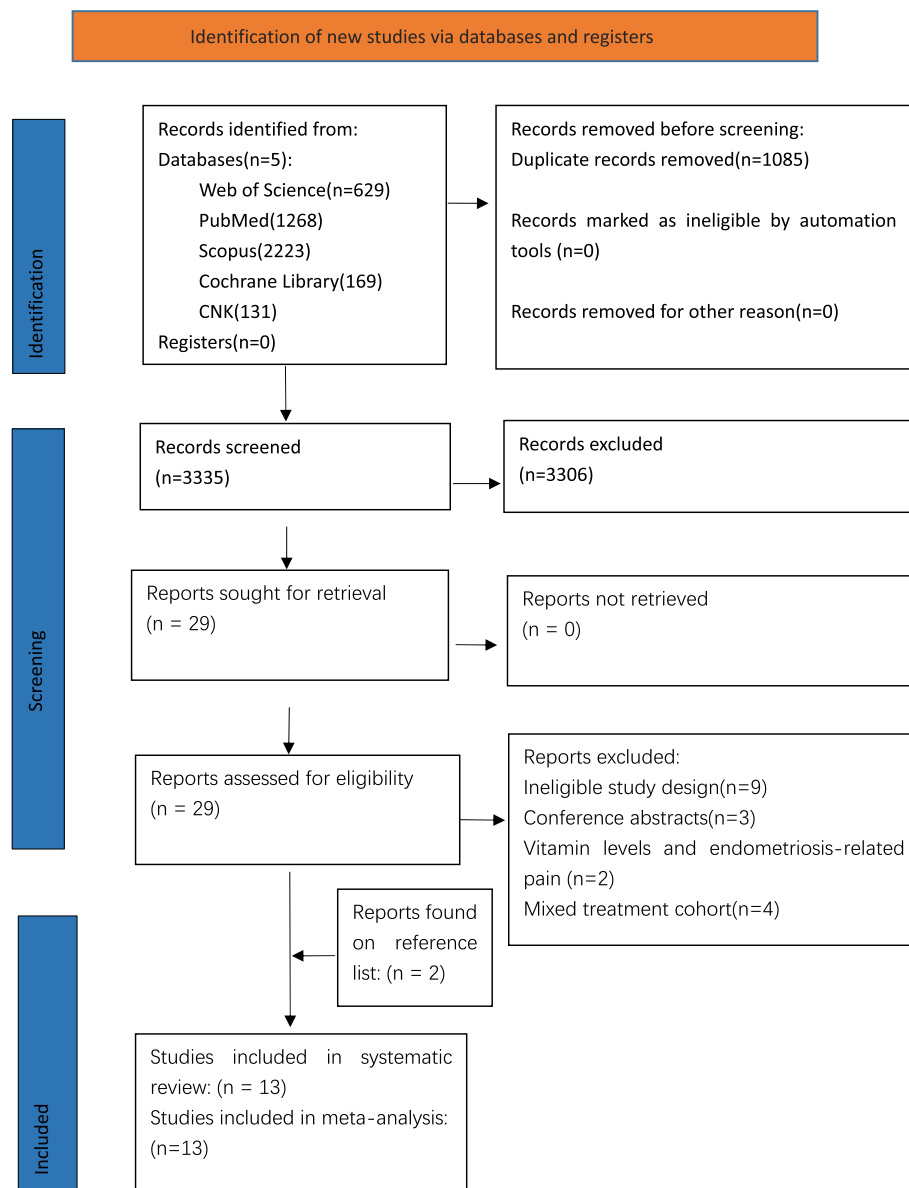 Identification of new studies via databases and registers
Identification
Records identified from:
Databases(n=5):
Web of Science(n=629)
PubMed(1268)
Scopus(2223)
Cochrane Library(169)
CNK(131)
Registers(n=0)
Records removed before screening:
Duplicate records removed(n=1085)
Records marked as ineligible by automation
tools (n=0)
Records removed for other reason(n=0)
Screening
Records screened
(n=3335)
Records excluded
(n=3306)
Reports sought for retrieval
(n = 29)
Reports not retrieved
(n = 0)
Reports assessed for eligibility
(n = 29)
Reports excluded:
Ineligible study design(n=9)
Conference abstracts(n=3)
Vitamin levels and endometriosis-related
pain (n=2)
Mixed treatment cohort(n=4)
Reports found
on reference
list: (n = 2)
Included
Studies included in systematic
review: (n = 13)
Studies included in meta-analysis:
(n=13)